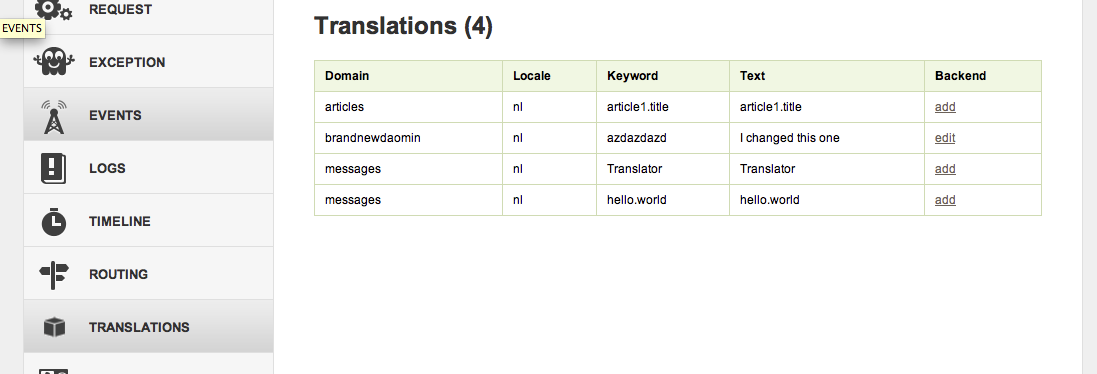 REQUEST
EVENTS
EXCEPTION
EVENTS
LOGS
TIMELINE
ROUTING
TRANSLATIONS
Translations (4)
Domain Locale Keyword Text Backend
articles nl article1.title article1.title add
brandnewdaomin nl azdazdazd I changed this one edit
messages nl Translator Translator add
messages nl hello.world hello.world add